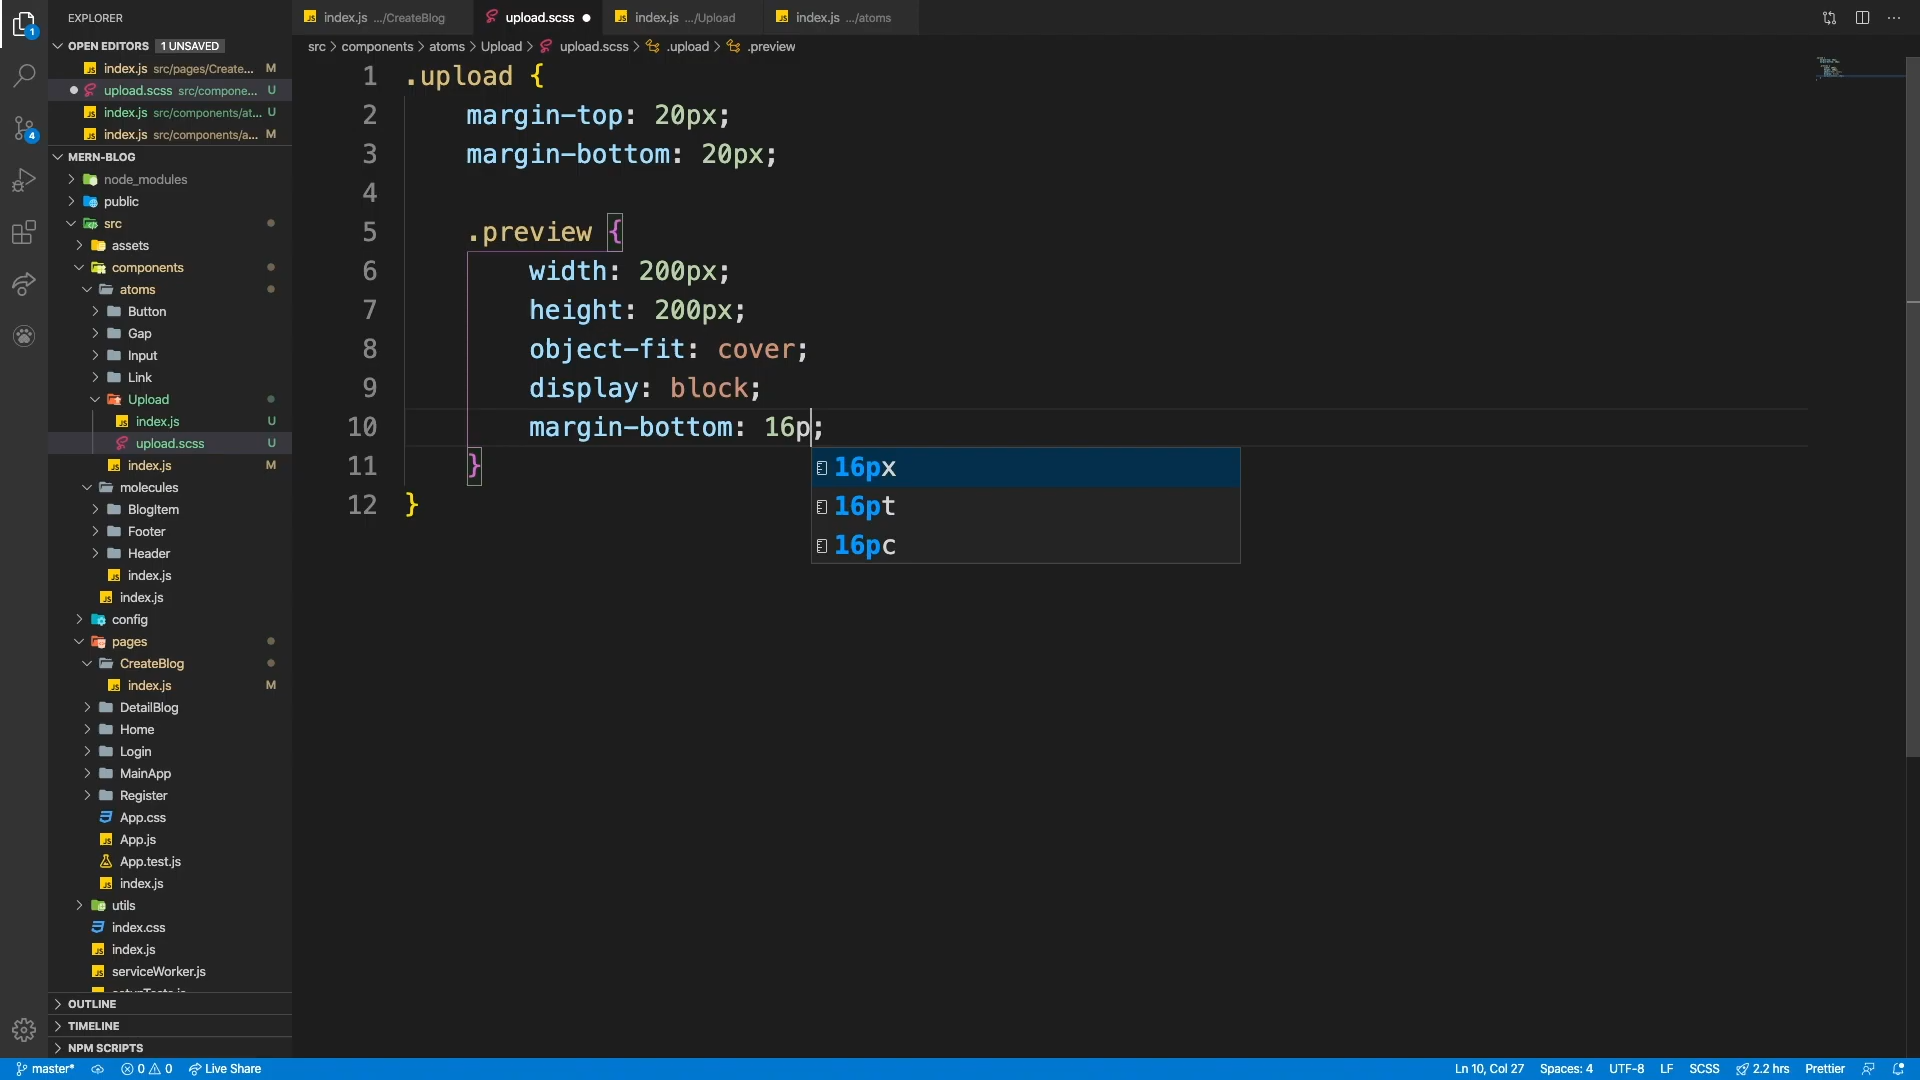 EXPLORER
index.js .../CreateBlog
upload.scss
index.js .../Upload
index.js .../atoms
OPEN EDITORS 1 UNSAVED
index.js src/pages/Create... M
upload.scss src/compone... U
index.js src/components/at... U
index.js src/components/a... M
MERN-BLOG
node_modules
public
src
assets
components
atoms
Button
Gap
Input
Link
Upload
index.js U
upload.scss U
index.js M
molecules
BlogItem
Footer
Header
index.js
index.js
config
pages
CreateBlog
index.js M
DetailBlog
Home
Login
MainApp
Register
App.css
App.js
App.test.js
index.js
utils
index.css
index.js
serviceWorker.js
OUTLINE
TIMELINE
NPM SCRIPTS
1
4
src > components > atoms > Upload > upload.scss > .upload > .preview
1 .upload {
2 margin-top: 20px;
3 margin-bottom: 20px;
4
5 .preview {
6 width: 200px;
7 height: 200px;
8 object-fit: cover;
9 display: block;
10 margin-bottom: 16p;
11 }
12 }
16px
16pt
16pc
master* 0 0 Live Share
Ln 10, Col 27 Spaces: 4 UTF-8 LF SCSS 2.2 hrs Prettier